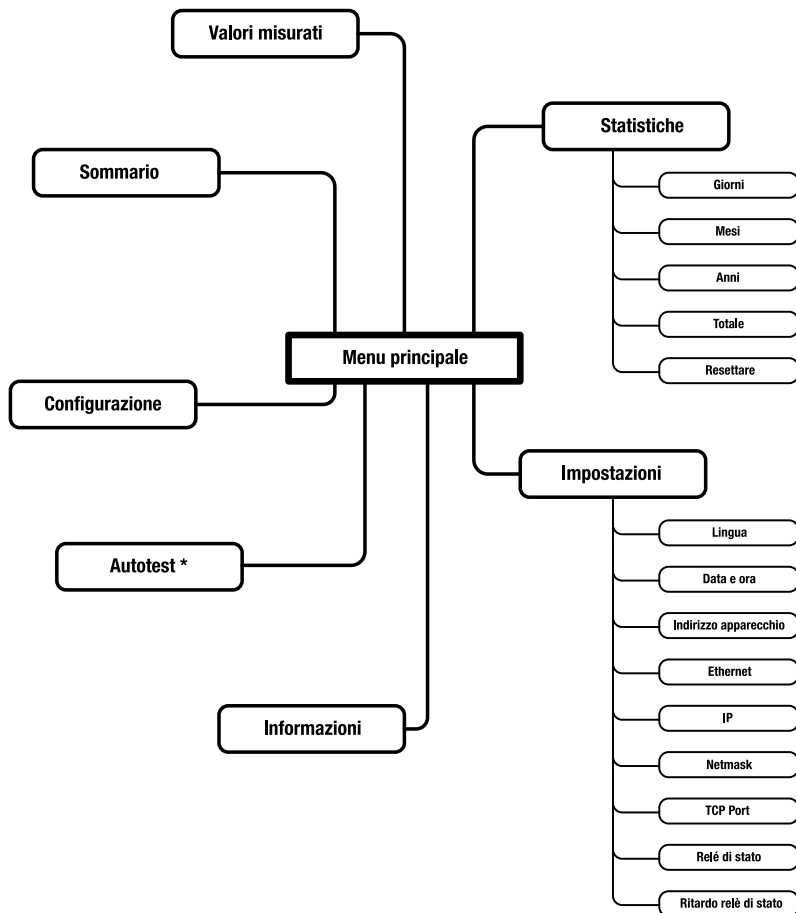 Valori misurati
Statistiche
Sommario
Giorni
Mesi
Anni
Totale
Menu principale
Resettare
Configurazione
Impostazioni
Lingua
Autotest *
Data e ora
Indirizzo apparecchio
Ethernet
Informazioni
IP
Netmask
TCP Port
Relé di stato
Ritardo relè di stato